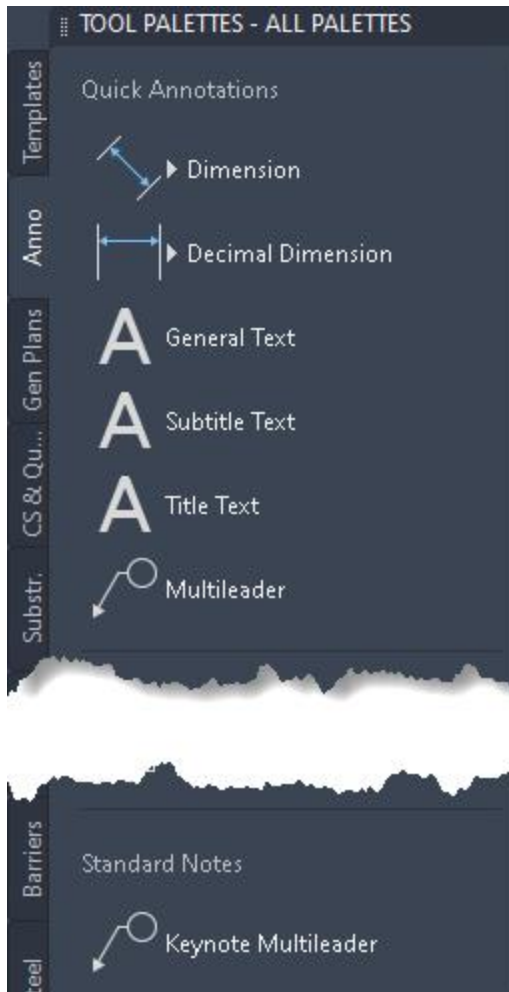 TOOL PALETTES - ALL PALETTES
Templates
Anno
Gen Plans
CS & Qu...
Substr.
Quick Annotations
Dimension
Decimal Dimension
A General Text
A Subtitle Text
A Title Text
Multileader
Barriers
Standard Notes
Keynote Multileader